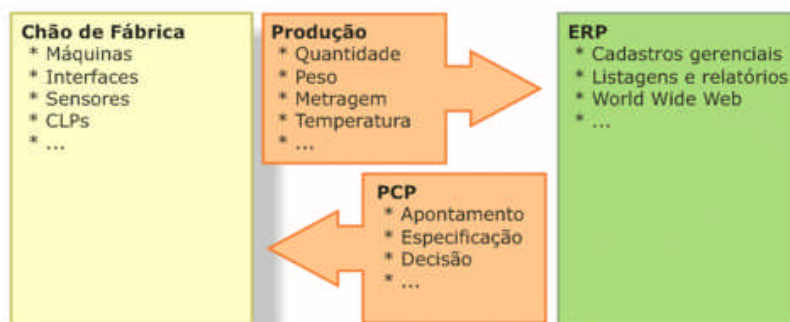 Chão de Fábrica
* Máquinas
* Interfaces
* Sensores
* CLPs
* ...
Produção
* Quantidade
* Peso
* Metragem
* Temperatura
* ...
PCP
* Apontamento
* Especificação
* Decisão
* ...
ERP
* Cadastros gerenciais
* Listagens e relatórios
* World Wide Web
* ...